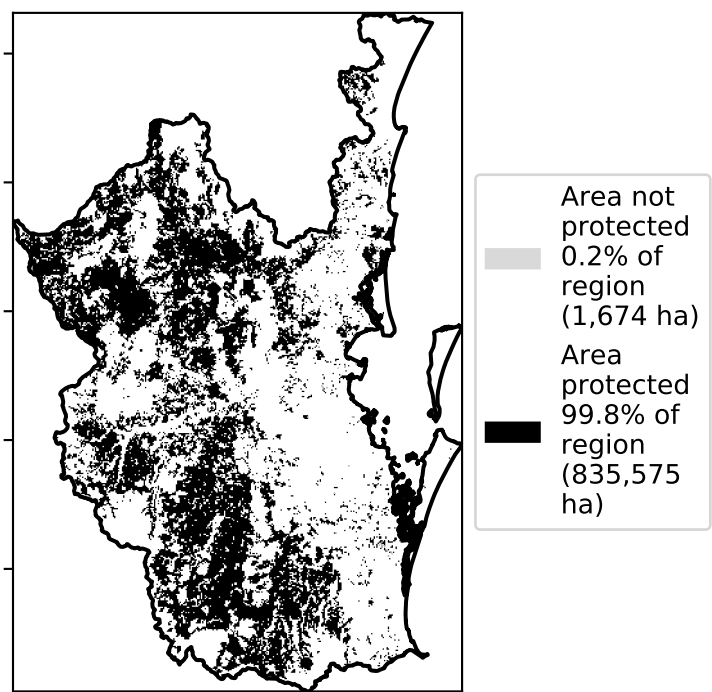 Area not
protected
0.2% of
region
(1,674 ha)
Area
protected
99.8% of
region
(835,575
ha)